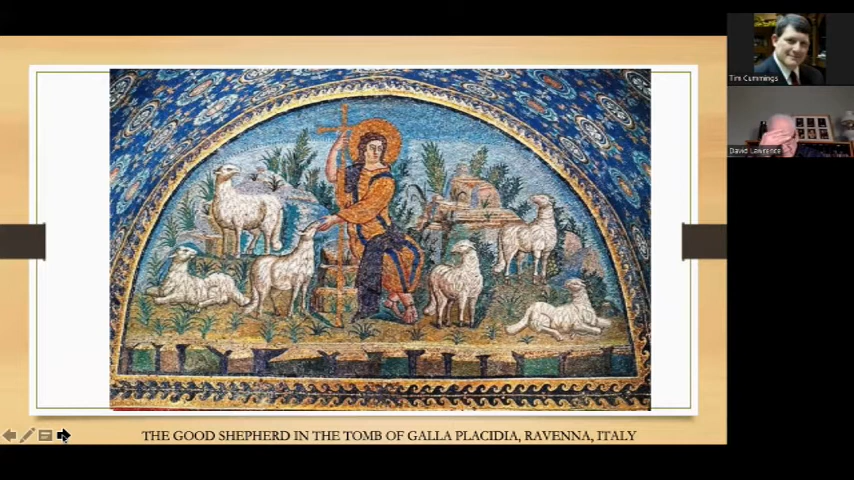 Tim Cummings
David Lawrence
THE GOOD SHEPHERD IN THE TOMB OF GALLA PLACIDIA, RAVENNA, ITALY